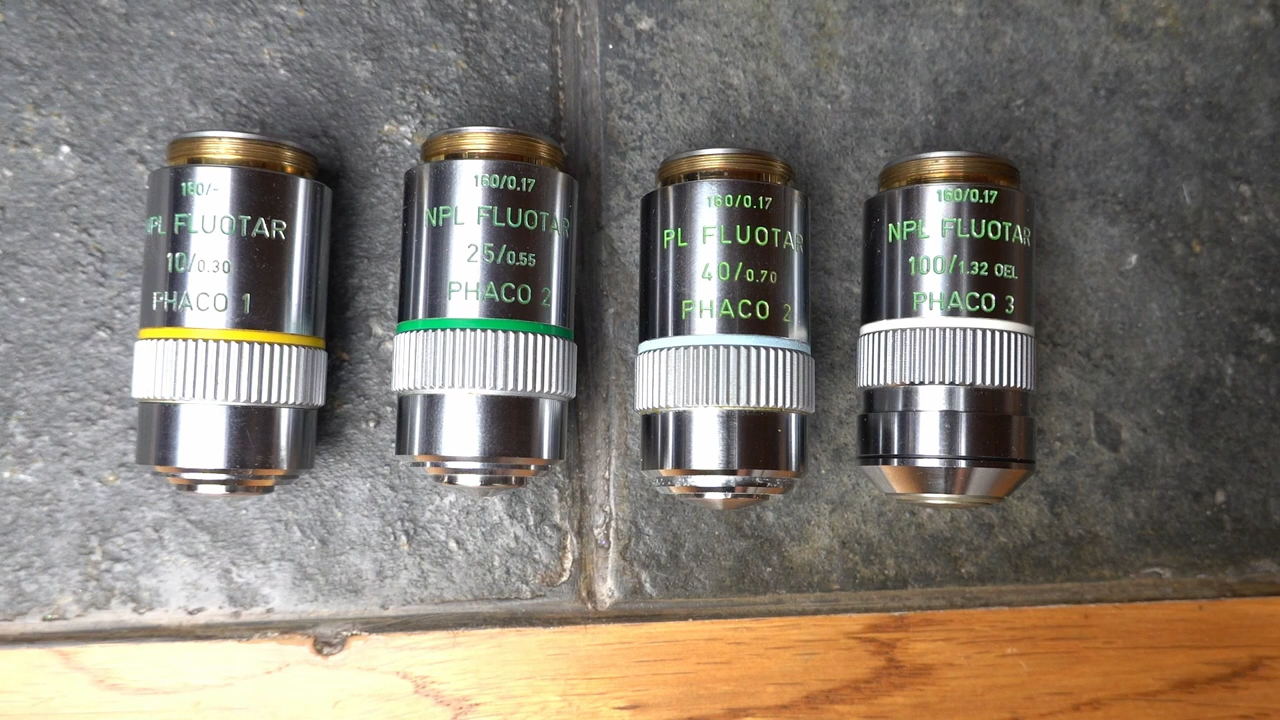 160/-
NPL FLUOTAR
10/0.30
PHACO 1
160/0.17
NPL FLUOTAR
25/0.55
PHACO 2
160/0.17
PL FLUOTAR
40/0.70
PHACO 2
160/0.17
NPL FLUOTAR
100/1.32 OEL
PHACO 3